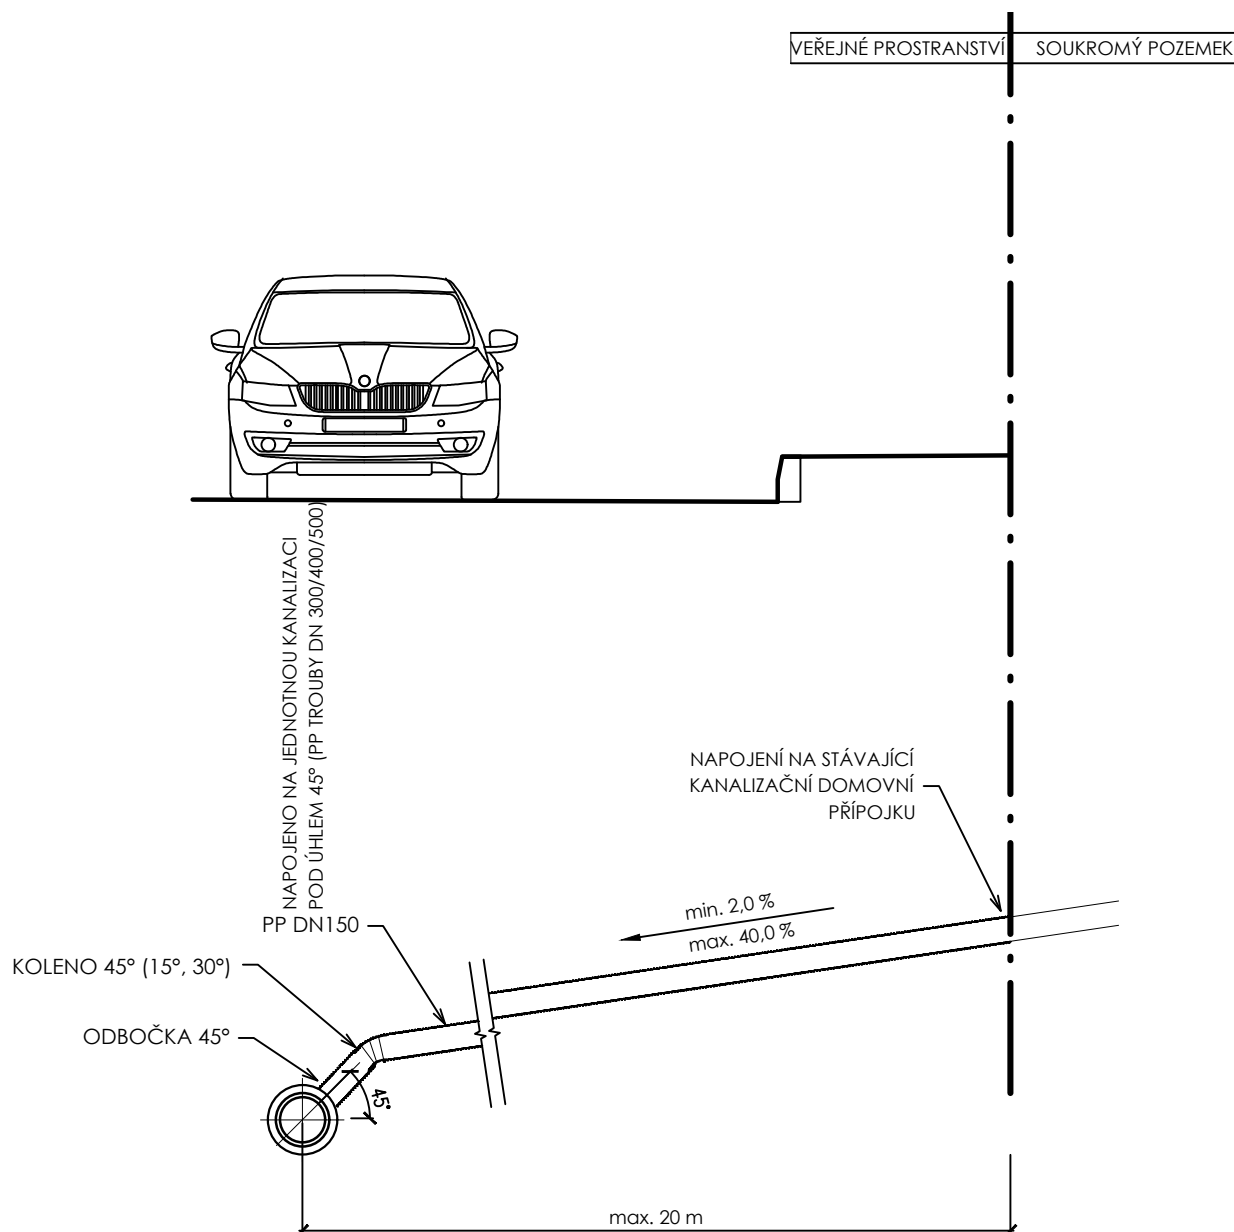 VEŘEJNÉ PROSTRANSTVÍ
SOUKROMÝ POZEMEK
NAPOJENO NA JEDNOTNOU KANALIZACI
POD ÚHLEM 45° (PP TROUBY DN 300/400/500)
NAPOJENÍ NA STÁVAJÍCÍ
KANALIZAČNÍ DOMOVNÍ
PŘÍPOJKU
min. 2,0 %
max. 40,0 %
PP DN150
KOLENO 45° (15°, 30°)
ODBOČKA 45°
45°
max. 20 m